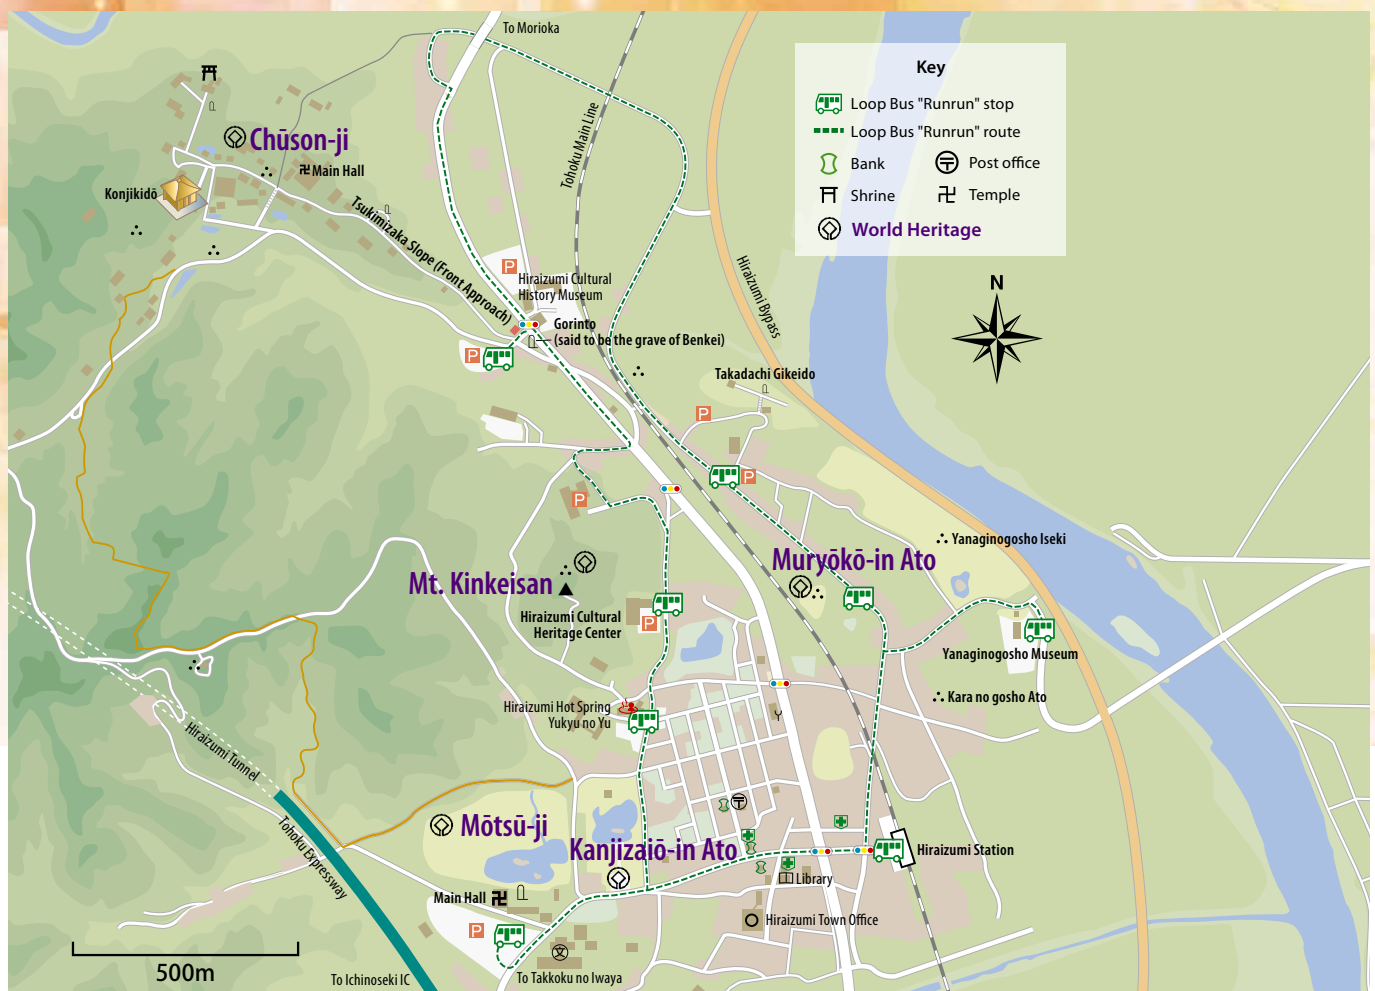 To Morioka
Key
Loop Bus "Runrun" stop
Loop Bus "Runrun" route
Bank
Post office
Shrine
Temple
World Heritage
Tohoku Main Line
Chūson-ji
Main Hall
Konjikidō
Tsukimizaka Slope (Front Approach)
P
Hiraizumi Cultural
History Museum
Hiraizumi Bypass
N
Gorinto
(said to be the grave of Benkei)
P
Takadachi Gikeido
P
P
P
Yanaginogosho Iseki
Muryōkō-in Ato
Mt. Kinkeisan
Hiraizumi Cultural
Heritage Center
P
Yanaginogosho Museum
Kara no gosho Ato
Hiraizumi Hot Spring
Yukyu no Yu
Hiraizumi Tunnel
Mōtsū-ji
Kanjizaiō-in Ato
Hiraizumi Station
Tohoku Expressway
Library
Main Hall
Hiraizumi Town Office
P
文
500m
To Ichinoseki IC
To Takkoku no Iwaya